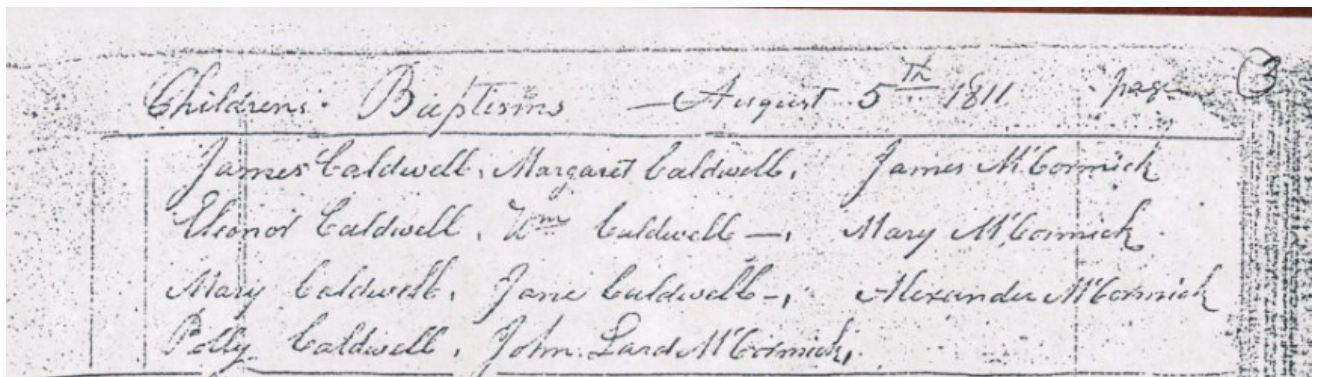 Childrens. Baptisms — August 5th 1811 page 3
James Caldwell, Margaret Caldwell, James McCormick
Eleonor Caldwell, Wm Caldwell —, Mary McCormick
Mary Caldwell, Jane Caldwell —, Alexander McCormick
Polly Caldwell, John Lard McCormick,